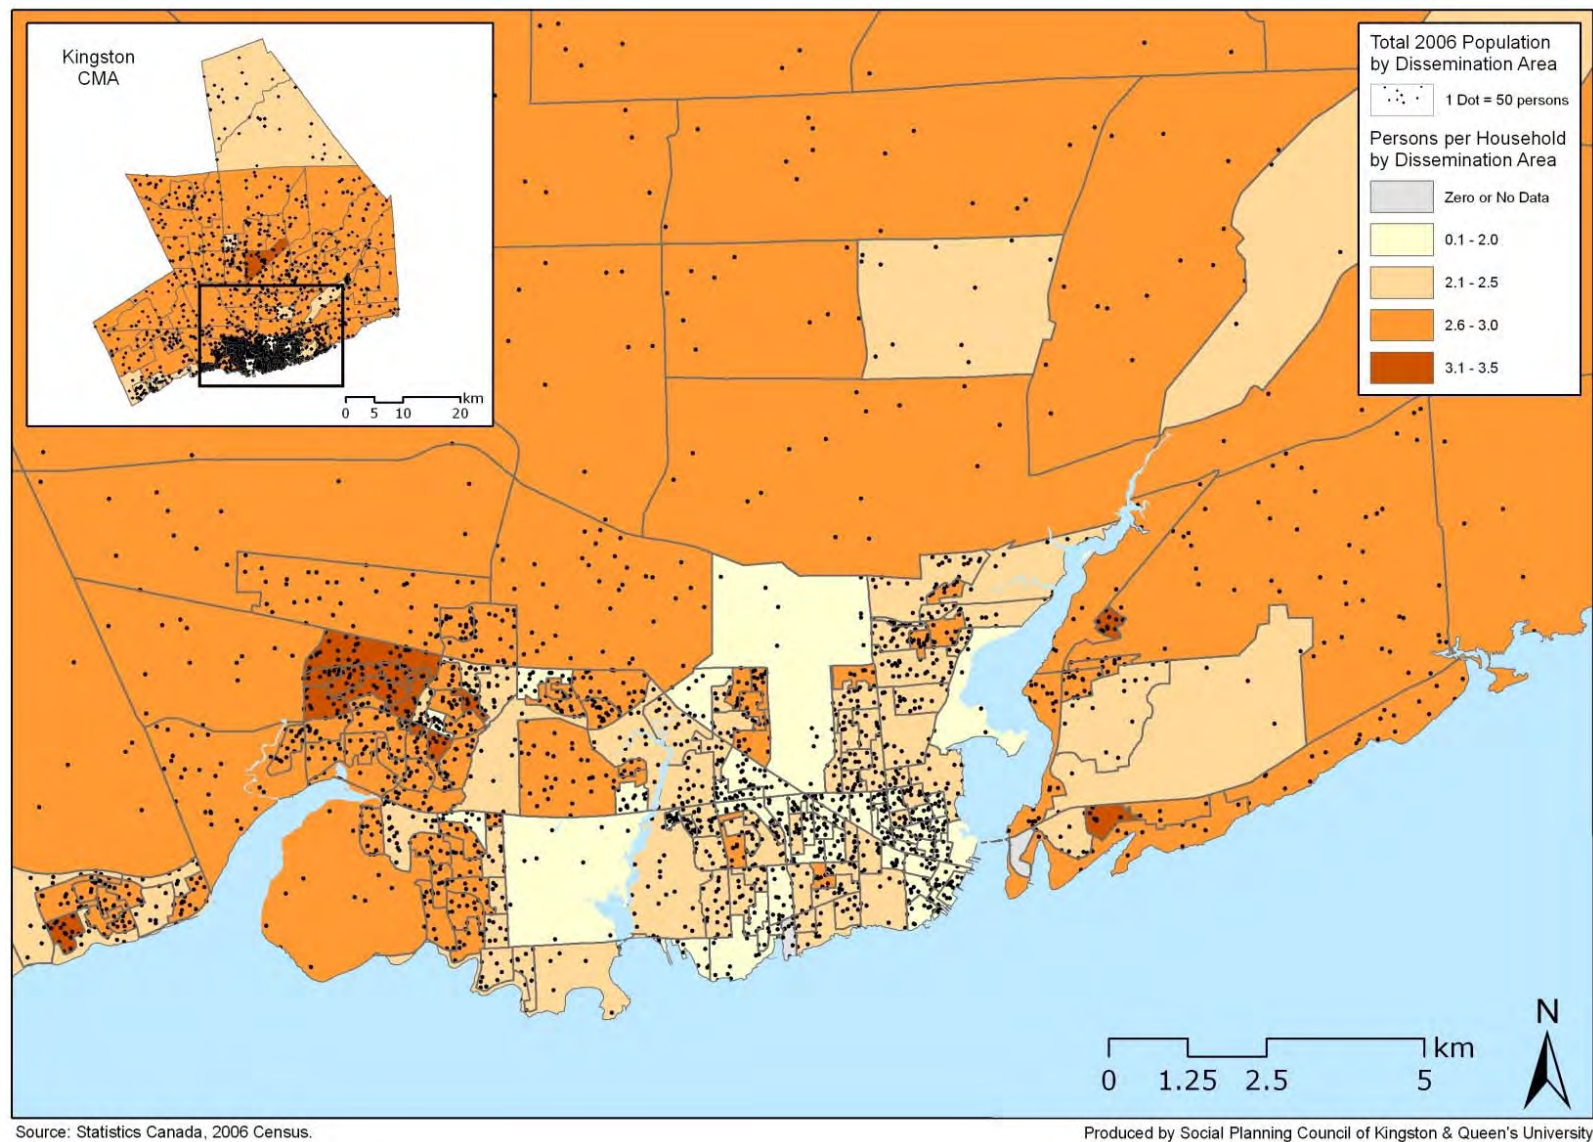 Kingston
CMA
km
0 5 10 20
Total 2006 Population
by Dissemination Area
1 Dot = 50 persons
Persons per Household
by Dissemination Area
Zero or No Data
0.1 - 2.0
2.1 - 2.5
2.6 - 3.0
3.1 - 3.5
N
km
0 1.25 2.5 5
Source: Statistics Canada, 2006 Census.
Produced by Social Planning Council of Kingston & Queen's University